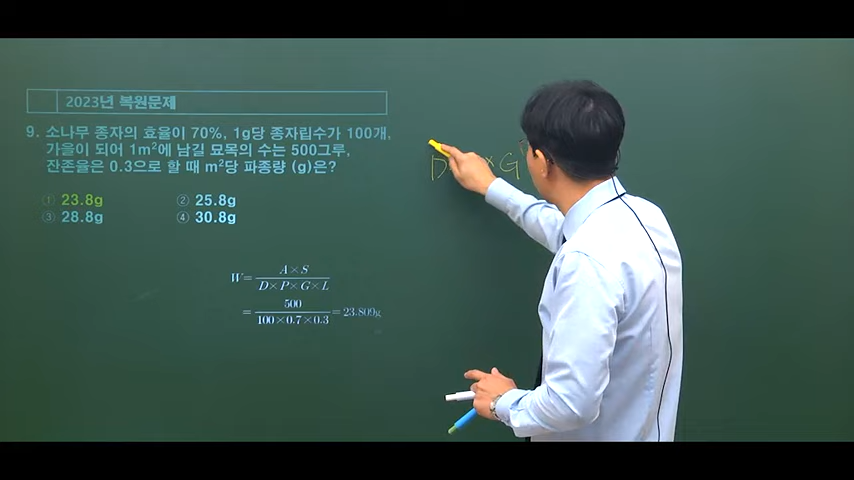 2023년 복원문제
9. 소나무 종자의 효율이 70%, 1g당 종자립수가 100개,
가을이 되어 1m²에 남길 묘목의 수는 500그루,
잔존율은 0.3으로 할 때 m²당 파종량 (g)은?
① 23.8g ② 25.8g
③ 28.8g ④ 30.8g
W= A×S / D×P×G×L
= 500 / 100×0.7×0.3 = 23.809g
D × G